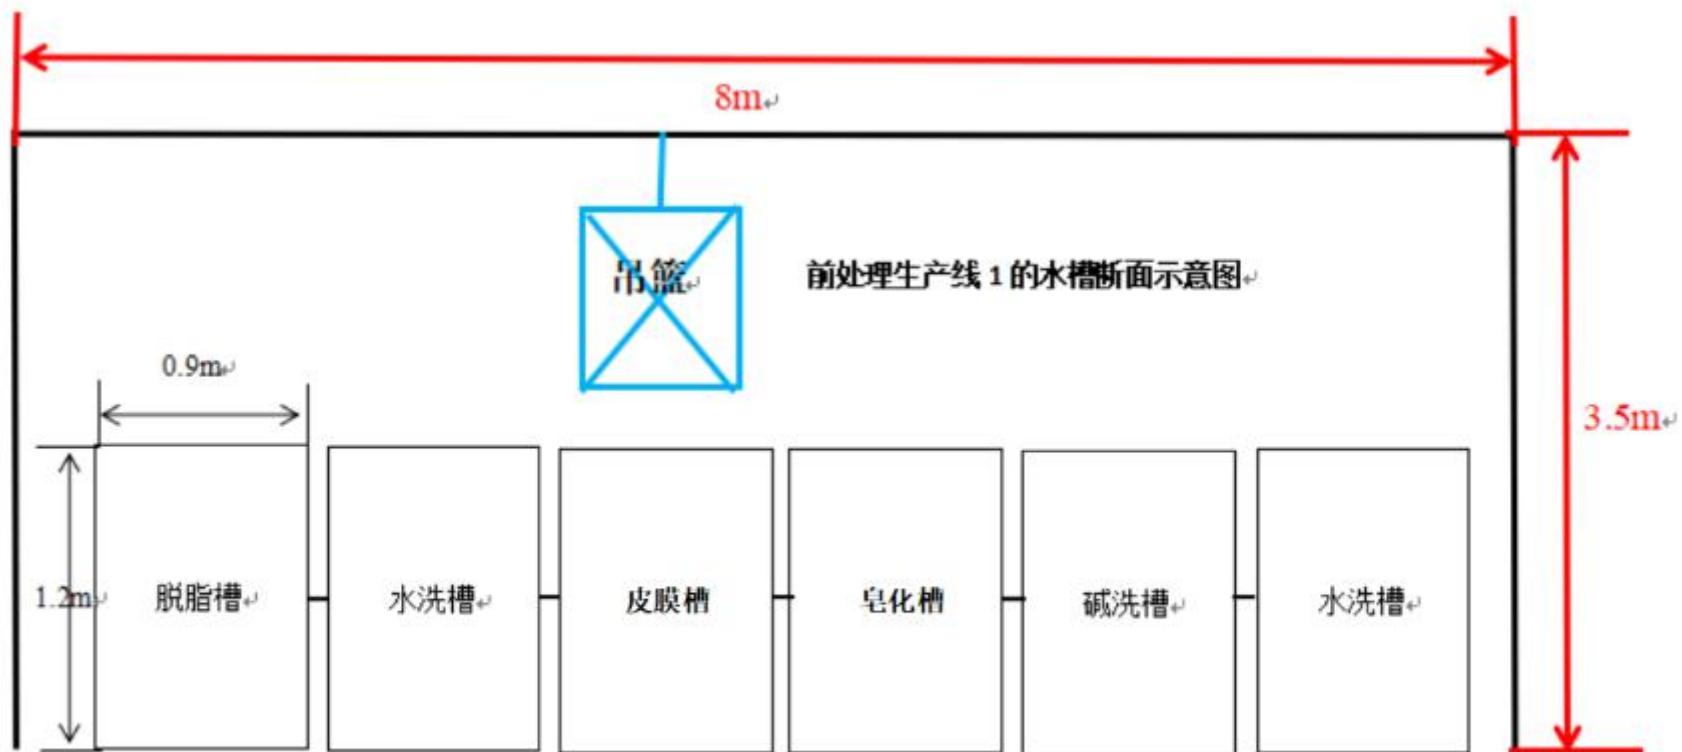 8m
吊篮
前处理生产线 1 的水槽断面示意图
0.9m
3.5m
1.2m
脱脂槽
水洗槽
皮膜槽
皂化槽
碱洗槽
水洗槽